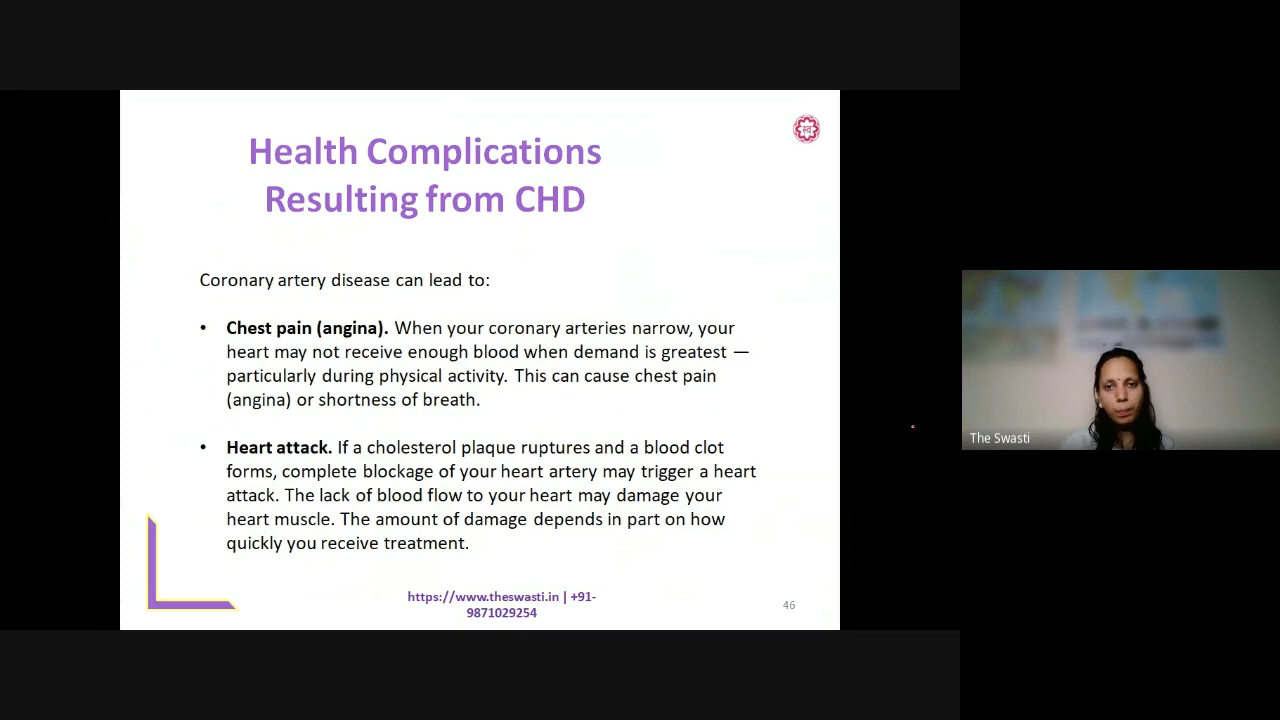 Health Complications
Resulting from CHD
Coronary artery disease can lead to:
• Chest pain (angina). When your coronary arteries narrow, your
heart may not receive enough blood when demand is greatest —
particularly during physical activity. This can cause chest pain
(angina) or shortness of breath.
• Heart attack. If a cholesterol plaque ruptures and a blood clot
forms, complete blockage of your heart artery may trigger a heart
attack. The lack of blood flow to your heart may damage your
heart muscle. The amount of damage depends in part on how
quickly you receive treatment.
https://www.theswasti.in | +91-
9871029254
46
The Swasti